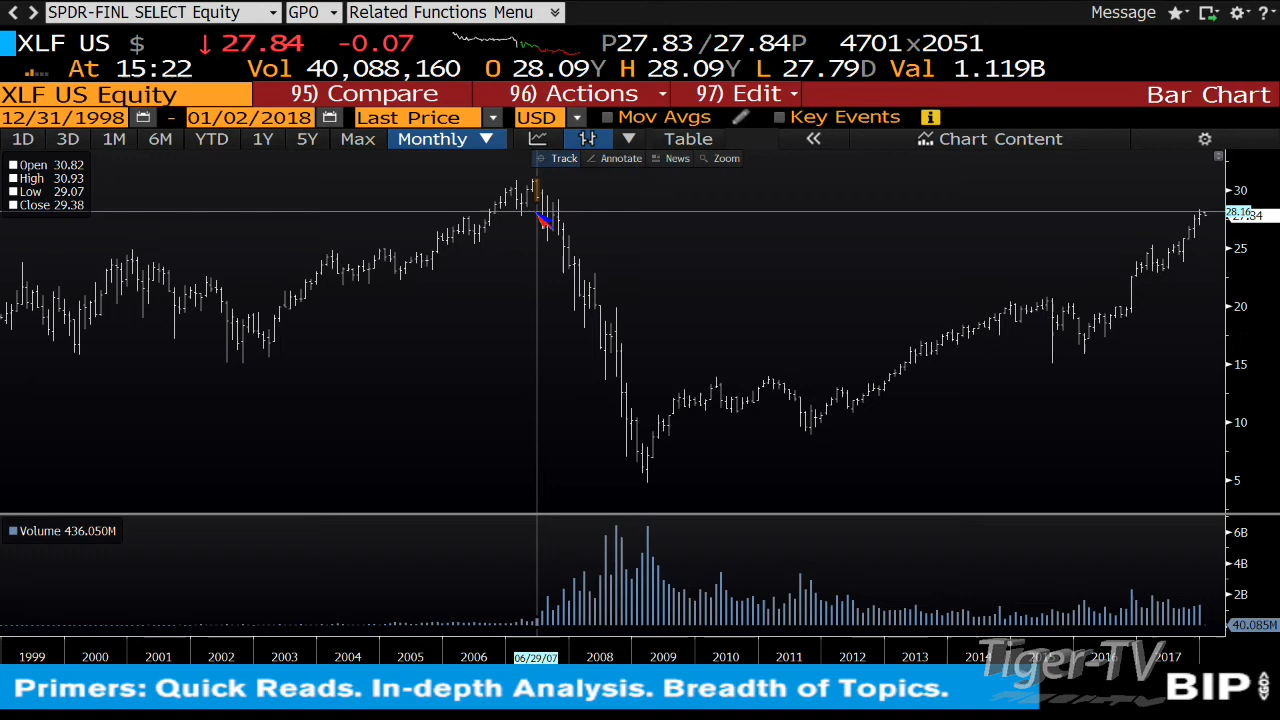 SPDR-FINL SELECT Equity GPO Related Functions Menu Message ?
XLF US $ ↓ 27.84 -0.07 P27.83/27.84P 4701x2051
At 15:22 Vol 40,088,160 O 28.09Y H 28.09Y L 27.79D Val 1.119B
XLF US Equity 95) Compare 96) Actions 97) Edit Bar Chart
12/31/1998 - 01/02/2018 Last Price USD Mov Avgs Key Events
1D 3D 1M 6M YTD 1Y 5Y Max Monthly ▼ Table « Chart Content
Track Annotate News Zoom
Open 30.82
High 30.93
Low 29.07
Close 29.38
30
28.16
25
20
15
10
5
Volume 436.050M
6B
4B
2B
40.085M
1999 2000 2001 2002 2003 2004 2005 2006 06/29/07 2008 2009 2010 2011 2012 2013 2014 2015 2016 2017
Tiger-TV
Primers: Quick Reads. In-depth Analysis. Breadth of Topics.
BIP